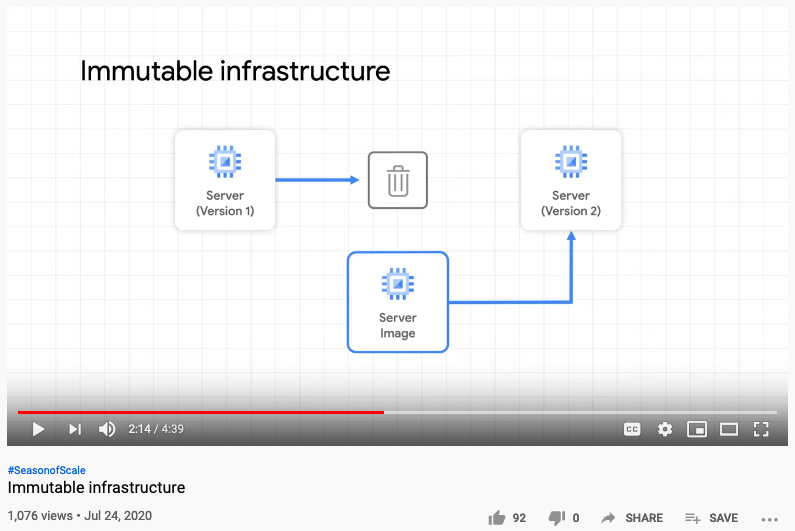 Immutable infrastructure
Server
(Version 1)
Server
(Version 2)
Server
Image
2:14 / 4:39
CC
#SeasonofScale
Immutable infrastructure
1,076 views • Jul 24, 2020
92
0
SHARE
SAVE